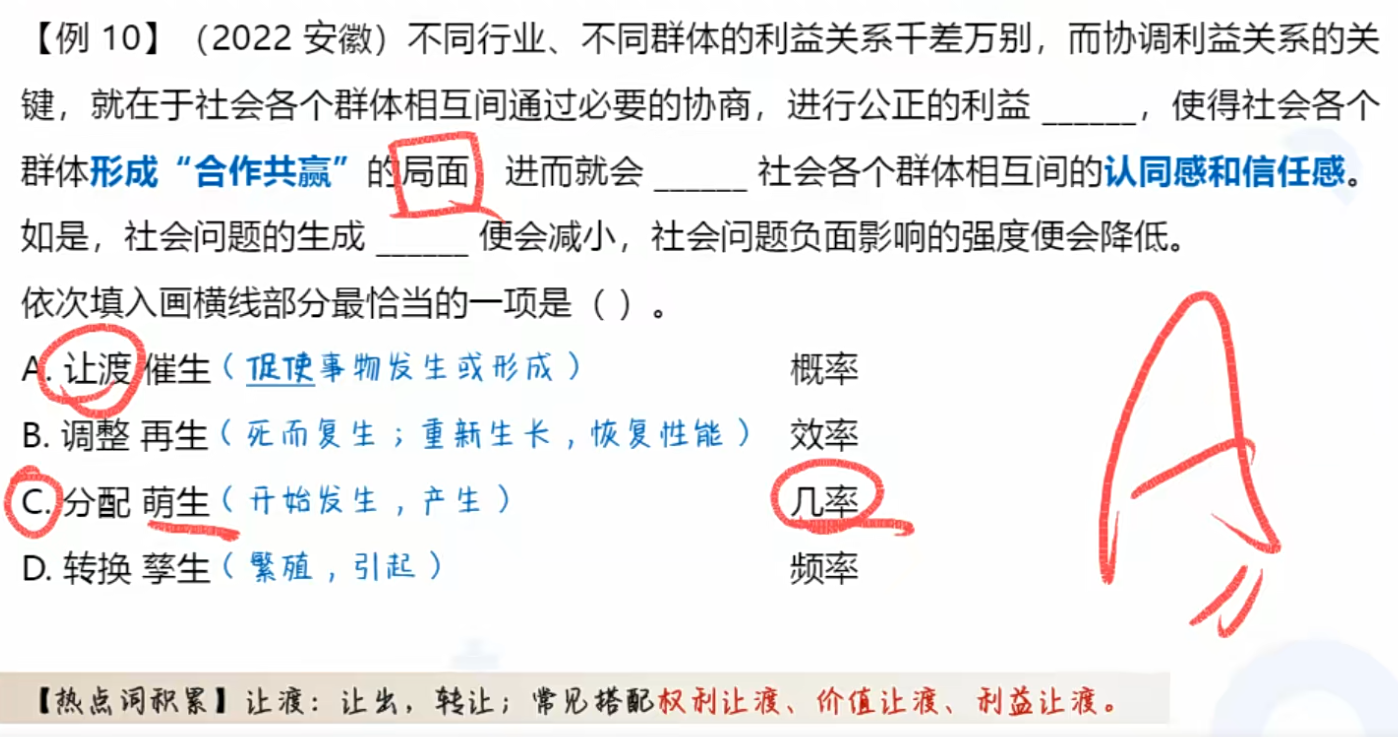 【例 10】（2022 安徽）不同行业、不同群体的利益关系千差万别，而协调利益关系的关
键，就在于社会各个群体相互间通过必要的协商，进行公正的利益 ______，使得社会各个
群体形成“合作共赢”的局面 进而就会 ______ 社会各个群体相互间的认同感和信任感。
如是，社会问题的生成 ______ 便会减小，社会问题负面影响的强度便会降低。
依次填入画横线部分最恰当的一项是（ ）。
A. 让渡 催生（促使事物发生或形成） 概率
B. 调整 再生（死而复生；重新生长，恢复性能） 效率
C. 分配 萌生（开始发生，产生） 几率
D. 转换 孳生（繁殖，引起） 频率
A
【热点词积累】让渡：让出，转让；常见搭配权利让渡、价值让渡、利益让渡。